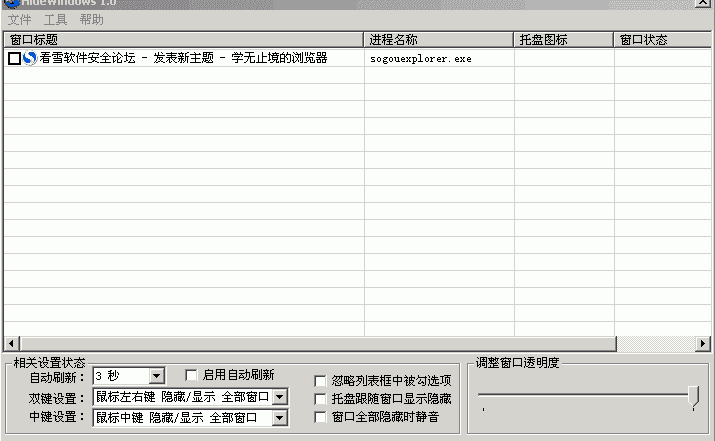 HideWindows 1.0
文件 工具 帮助
窗口标题 进程名称 托盘图标 窗口状态
看雪软件安全论坛 - 发表新主题 - 学无止境的浏览器 sogouexplorer.exe
相关设置状态
自动刷新： 3 秒 启用自动刷新
双键设置： 鼠标左右键 隐藏/显示 全部窗口
中键设置： 鼠标中键 隐藏/显示 全部窗口
忽略列表框中被勾选项
托盘跟随窗口显示隐藏
窗口全部隐藏时静音
调整窗口透明度